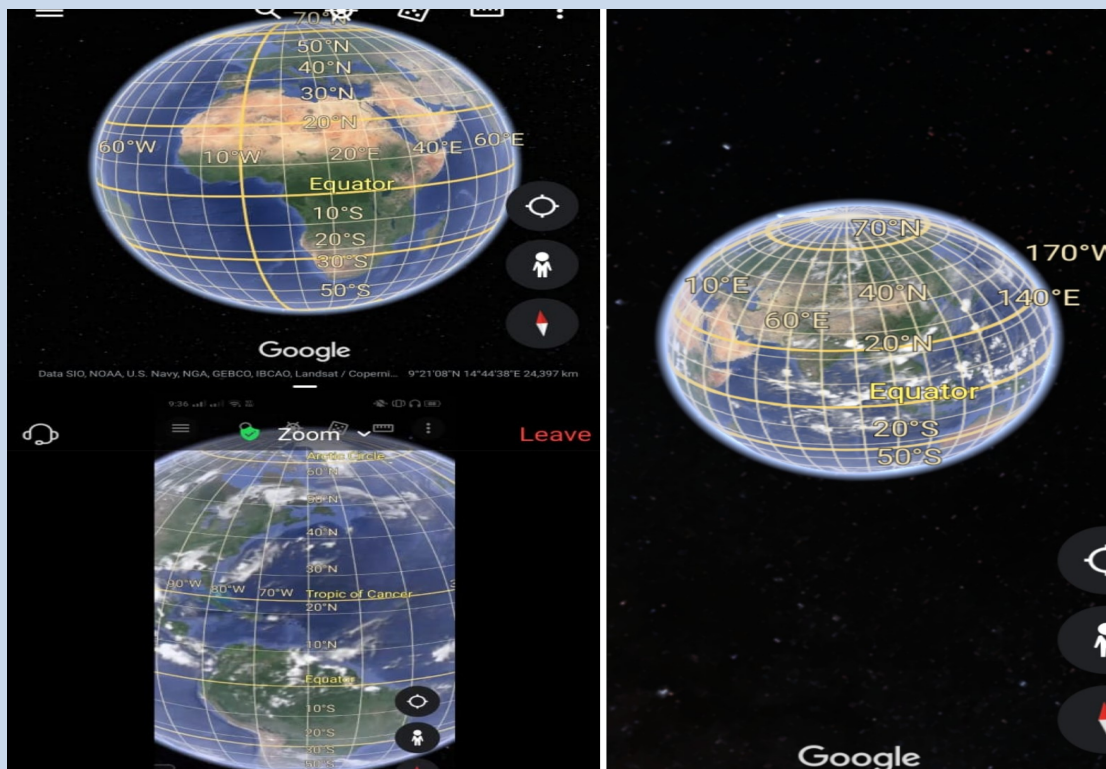 70°N
50°N
40°N
30°N
20°N
60°W 10°W 20°E 40°E 60°E
Equator
10°S
20°S
30°S
50°S
Google
Data SIO, NOAA, U.S. Navy, NGA, GEBCO, IBCAO, Landsat / Coperni... 9°21'08"N 14°44'38"E 24,397 km
9:36
Zoom
Leave
Arctic Circle
60°N
50°N
40°N
30°N
90°W 80°W 70°W Tropic of Cancer
20°N
10°N
Equator
10°S
20°S
30°S
50°S
70°N
170°W
10°E 40°N 140°E
60°E
20°N
Equator
20°S
50°S
Google